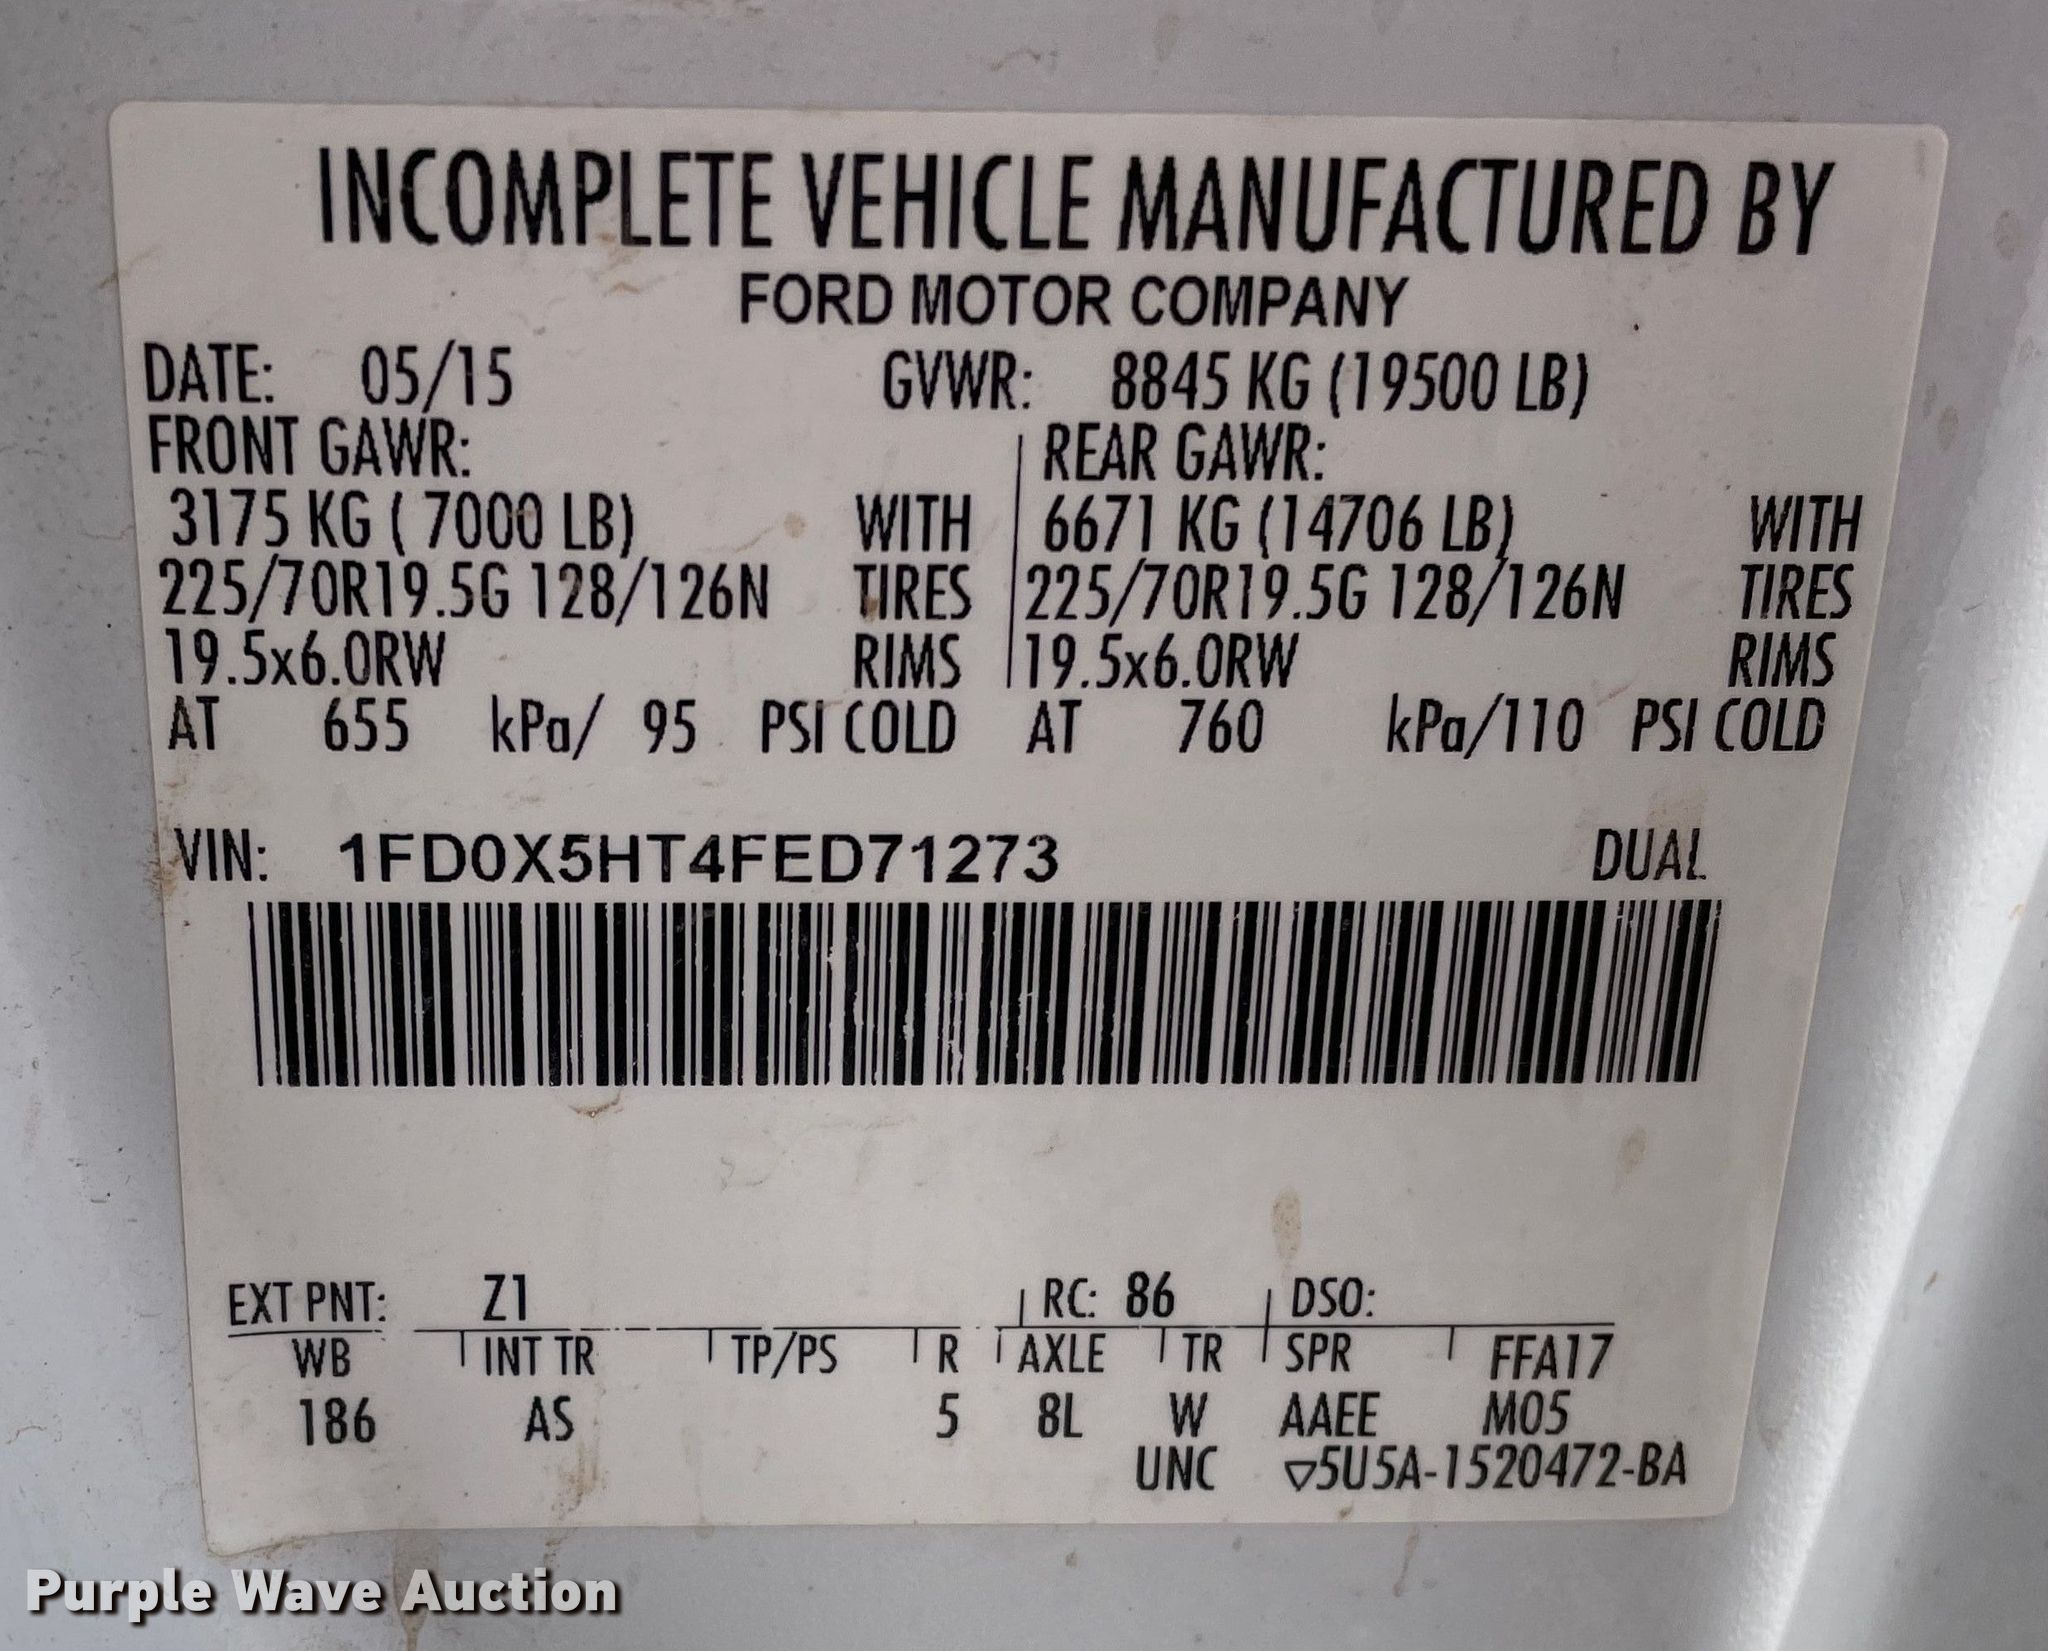 INCOMPLETE VEHICLE MANUFACTURED BY
FORD MOTOR COMPANY
DATE: 05/15 GVWR: 8845 KG (19500 LB)
FRONT GAWR: REAR GAWR:
3175 KG ( 7000 LB) WITH 6671 KG (14706 LB) WITH
225/70R19.5G 128/126N TIRES 225/70R19.5G 128/126N TIRES
19.5x6.0RW RIMS 19.5x6.0RW RIMS
AT 655 kPa/ 95 PSI COLD AT 760 kPa/110 PSI COLD
VIN: 1FD0X5HT4FED71273 DUAL
EXT PNT: Z1 RC: 86 DSO:
WB INT TR TP/PS R AXLE TR SPR FFA17
186 AS 5 8L W AAEE M05
UNC ▽5U5A-1520472-BA
Purple Wave Auction